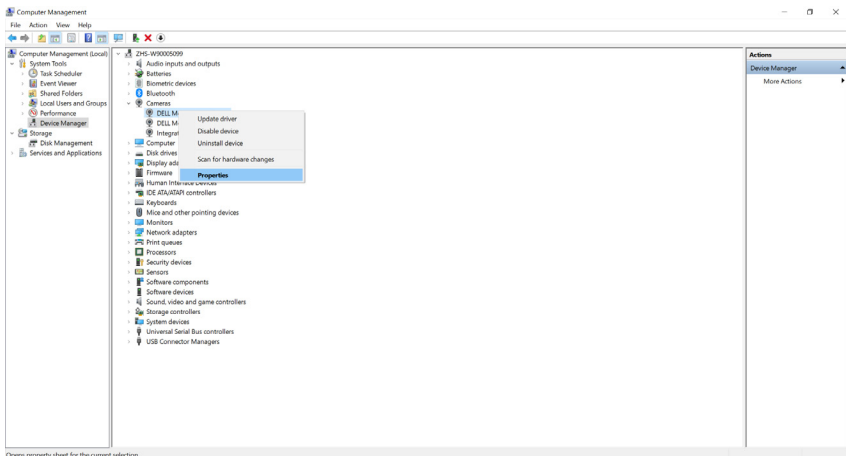 Computer Management
File Action View Help
Computer Management (Local)
System Tools
Task Scheduler
Event Viewer
Shared Folders
Local Users and Groups
Performance
Device Manager
Storage
Disk Management
Services and Applications
ZHS-W90005099
Audio inputs and outputs
Batteries
Biometric devices
Bluetooth
Cameras
DELL M
DELL M
Integrat
Computer
Disk drives
Display ada
Firmware
Human Interface Devices
IDE ATA/ATAPI controllers
Keyboards
Mice and other pointing devices
Monitors
Network adapters
Print queues
Processors
Security devices
Sensors
Software components
Software devices
Sound, video and game controllers
Storage controllers
System devices
Universal Serial Bus controllers
USB Connector Managers
Update driver
Disable device
Uninstall device
Scan for hardware changes
Properties
Actions
Device Manager
More Actions
Opens property sheet for the current selection.